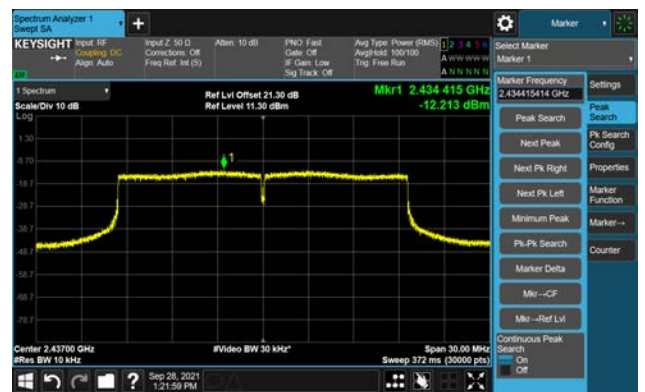 Spectrum Analyzer 1
Swept SA
Marker
KEYSIGHT
Input: RF
Coupling: DC
Align: Auto
Input Z: 50 Ω
Corrections: Off
Freq Ref: Int (S)
Atten: 10 dB
PNO: Fast
Gate: Off
IF Gain: Low
Sig Track: Off
Avg Type: Power (RMS)
Avg|Hold: 100/100
Trig: Free Run
1 2 3 4 5 6
A W W W W W
A N N N N N
Select Marker
Marker 1
1 Spectrum
Scale/Div 10 dB
Log
Ref Lvl Offset 21.30 dB
Ref Level 11.30 dBm
Mkr1 2.434 415 GHz
-12.213 dBm
1.30
-8.70
-18.7
-28.7
-38.7
-48.7
-58.7
-68.7
-78.7
1
Center 2.43700 GHz
#Res BW 10 kHz
#Video BW 30 kHz*
Span 30.00 MHz
Sweep 372 ms (30000 pts)
Marker Frequency
2.434415414 GHz
Peak Search
Next Peak
Next Pk Right
Next Pk Left
Minimum Peak
Pk-Pk Search
Marker Delta
Mkr→CF
Mkr→Ref Lvl
Continuous Peak
Search
On
Off
Settings
Peak
Search
Pk Search
Config
Properties
Marker
Function
Marker→
Counter
Sep 28, 2021
1:21:59 PM